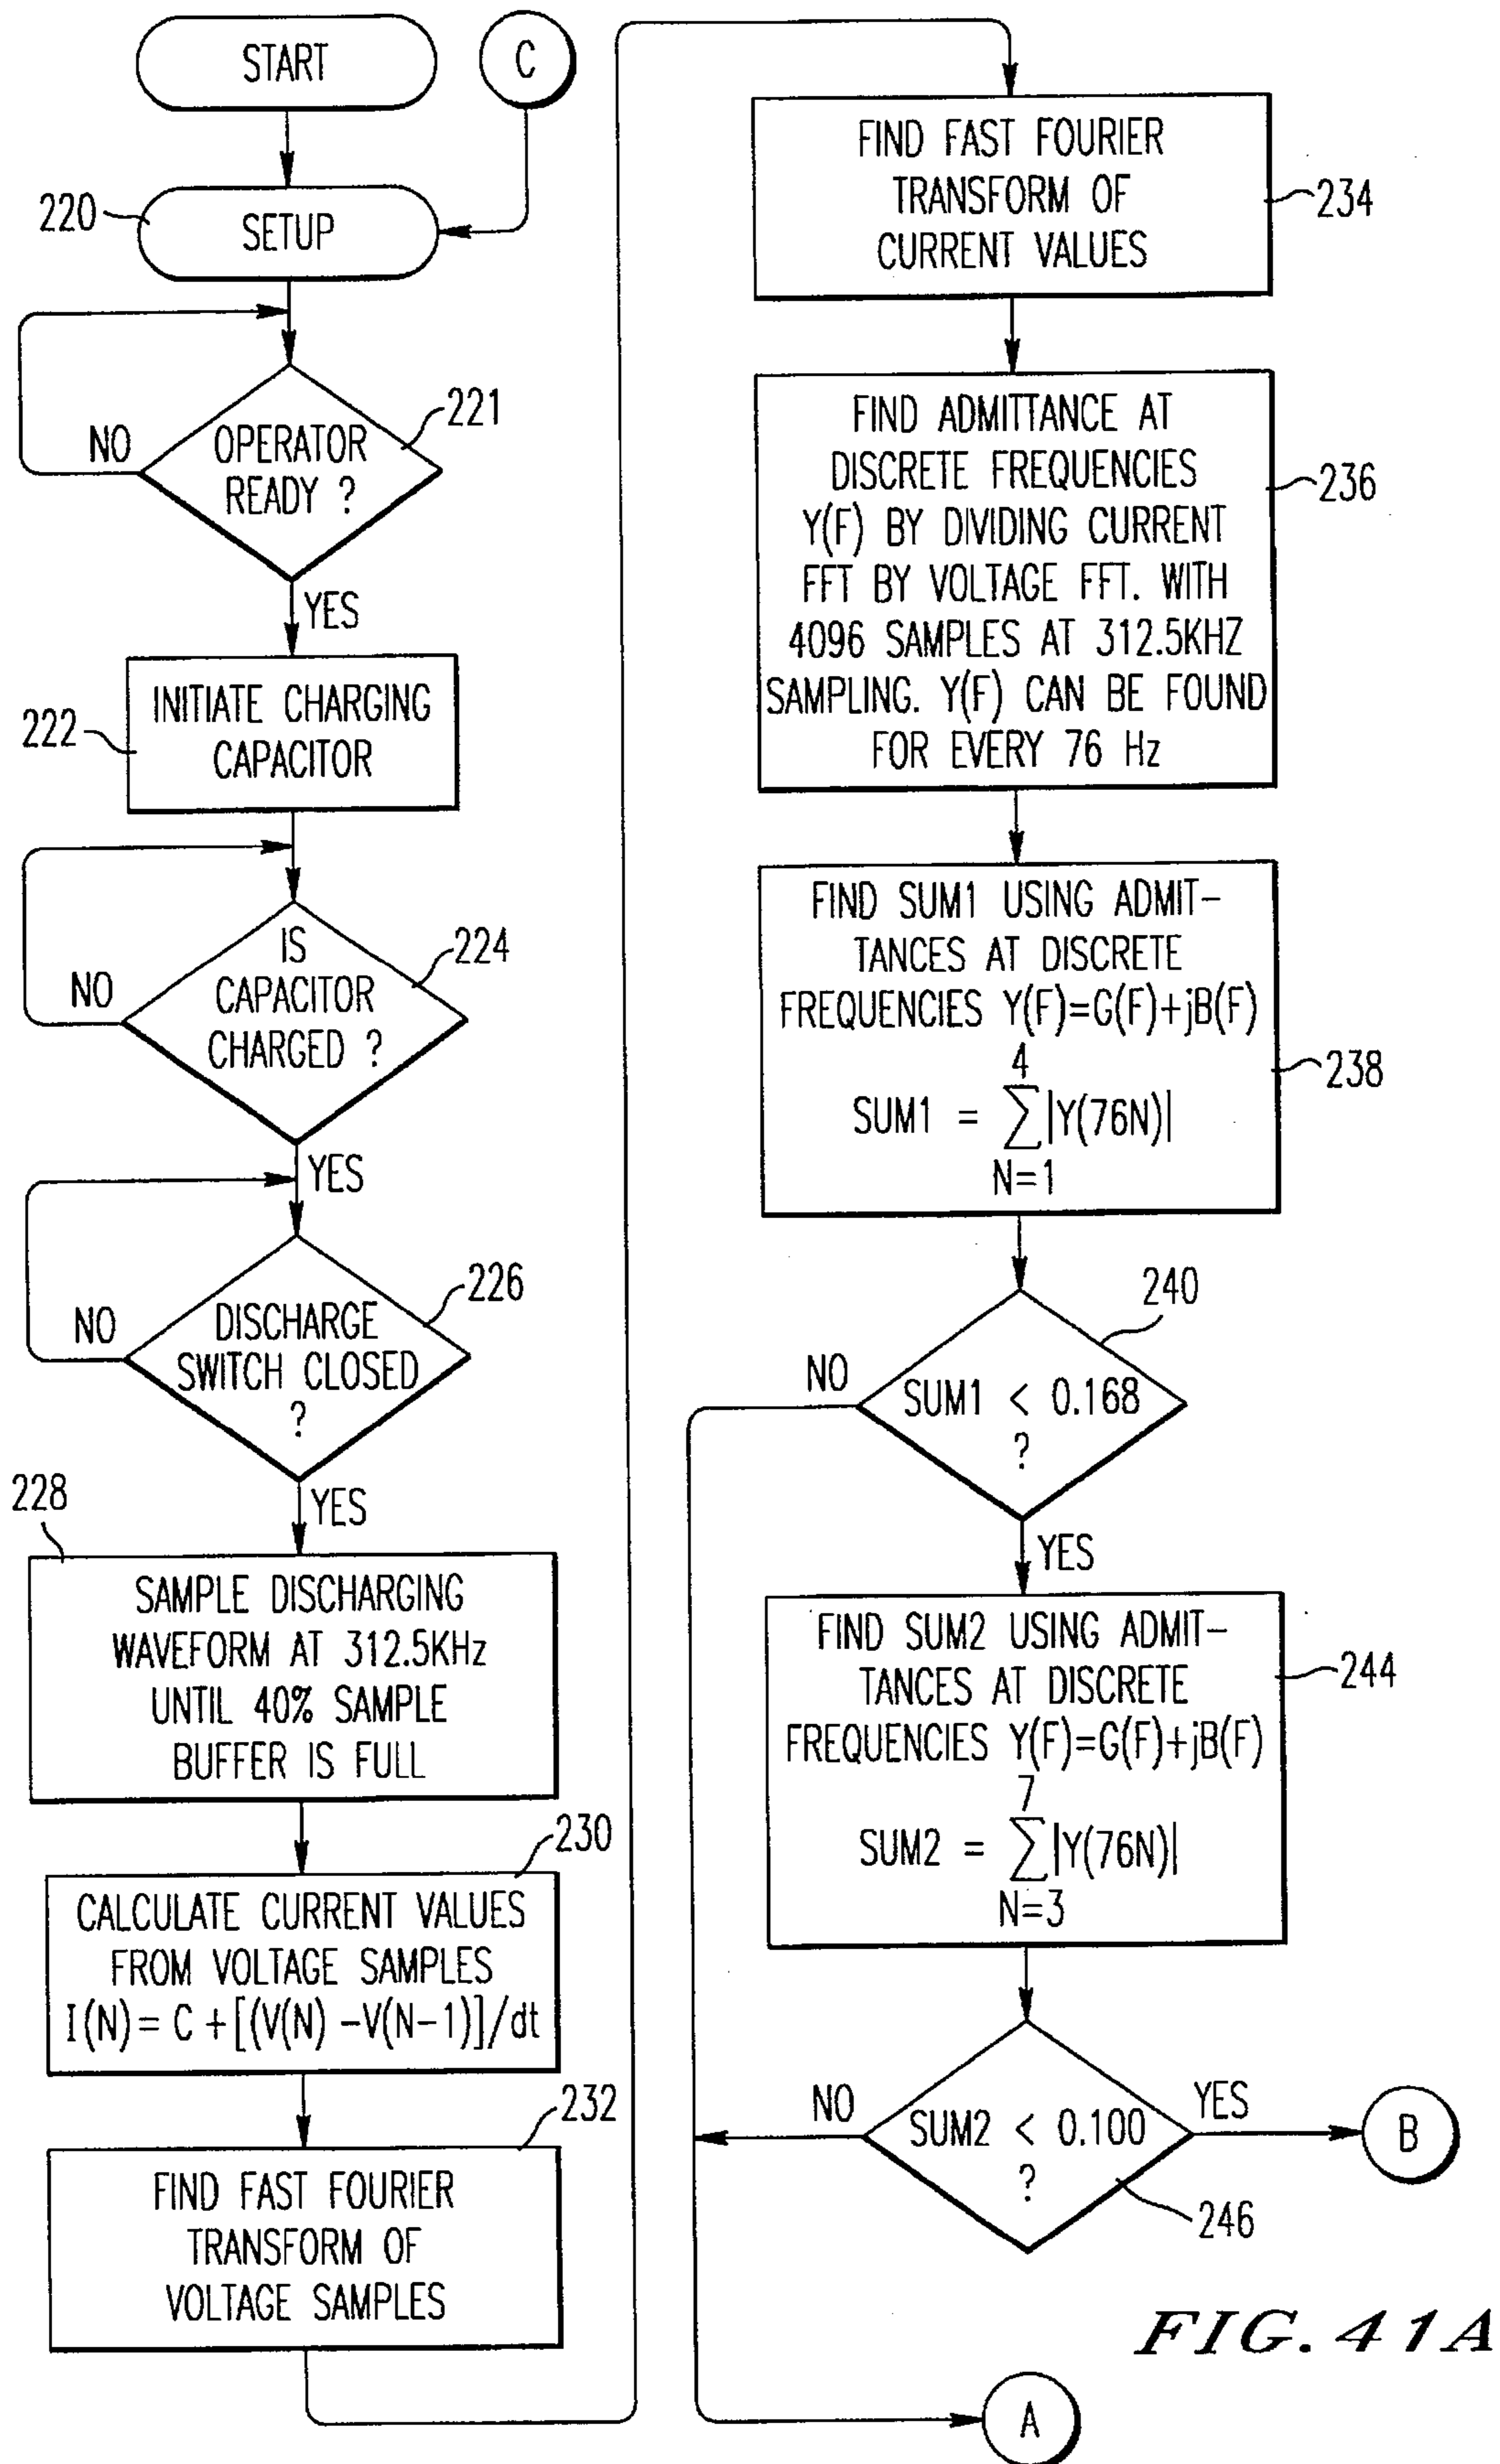 START
C
220
SETUP
221
NO
OPERATOR
READY ?
YES
222
INITIATE CHARGING
CAPACITOR
224
NO
IS
CAPACITOR
CHARGED ?
YES
226
NO
DISCHARGE
SWITCH CLOSED
?
YES
228
SAMPLE DISCHARGING
WAVEFORM AT 312.5KHz
UNTIL 40% SAMPLE
BUFFER IS FULL
230
CALCULATE CURRENT VALUES
FROM VOLTAGE SAMPLES
I(N)= C +[(V(N) -V(N-1)]/dt
232
FIND FAST FOURIER
TRANSFORM OF
VOLTAGE SAMPLES
FIND FAST FOURIER
TRANSFORM OF
CURRENT VALUES
234
FIND ADMITTANCE AT
DISCRETE FREQUENCIES
Y(F) BY DIVIDING CURRENT
FFT BY VOLTAGE FFT. WITH
4096 SAMPLES AT 312.5KHZ
SAMPLING. Y(F) CAN BE FOUND
FOR EVERY 76 Hz
236
FIND SUM1 USING ADMIT-
TANCES AT DISCRETE
FREQUENCIES Y(F)=G(F)+jB(F)
4
SUM1 = ∑|Y(76N)|
N=1
238
240
NO
SUM1 < 0.168
?
YES
FIND SUM2 USING ADMIT-
TANCES AT DISCRETE
FREQUENCIES Y(F)=G(F)+jB(F)
7
SUM2 = ∑|Y(76N)|
N=3
244
NO
SUM2 < 0.100
?
YES
B
246
FIG. 41A
A